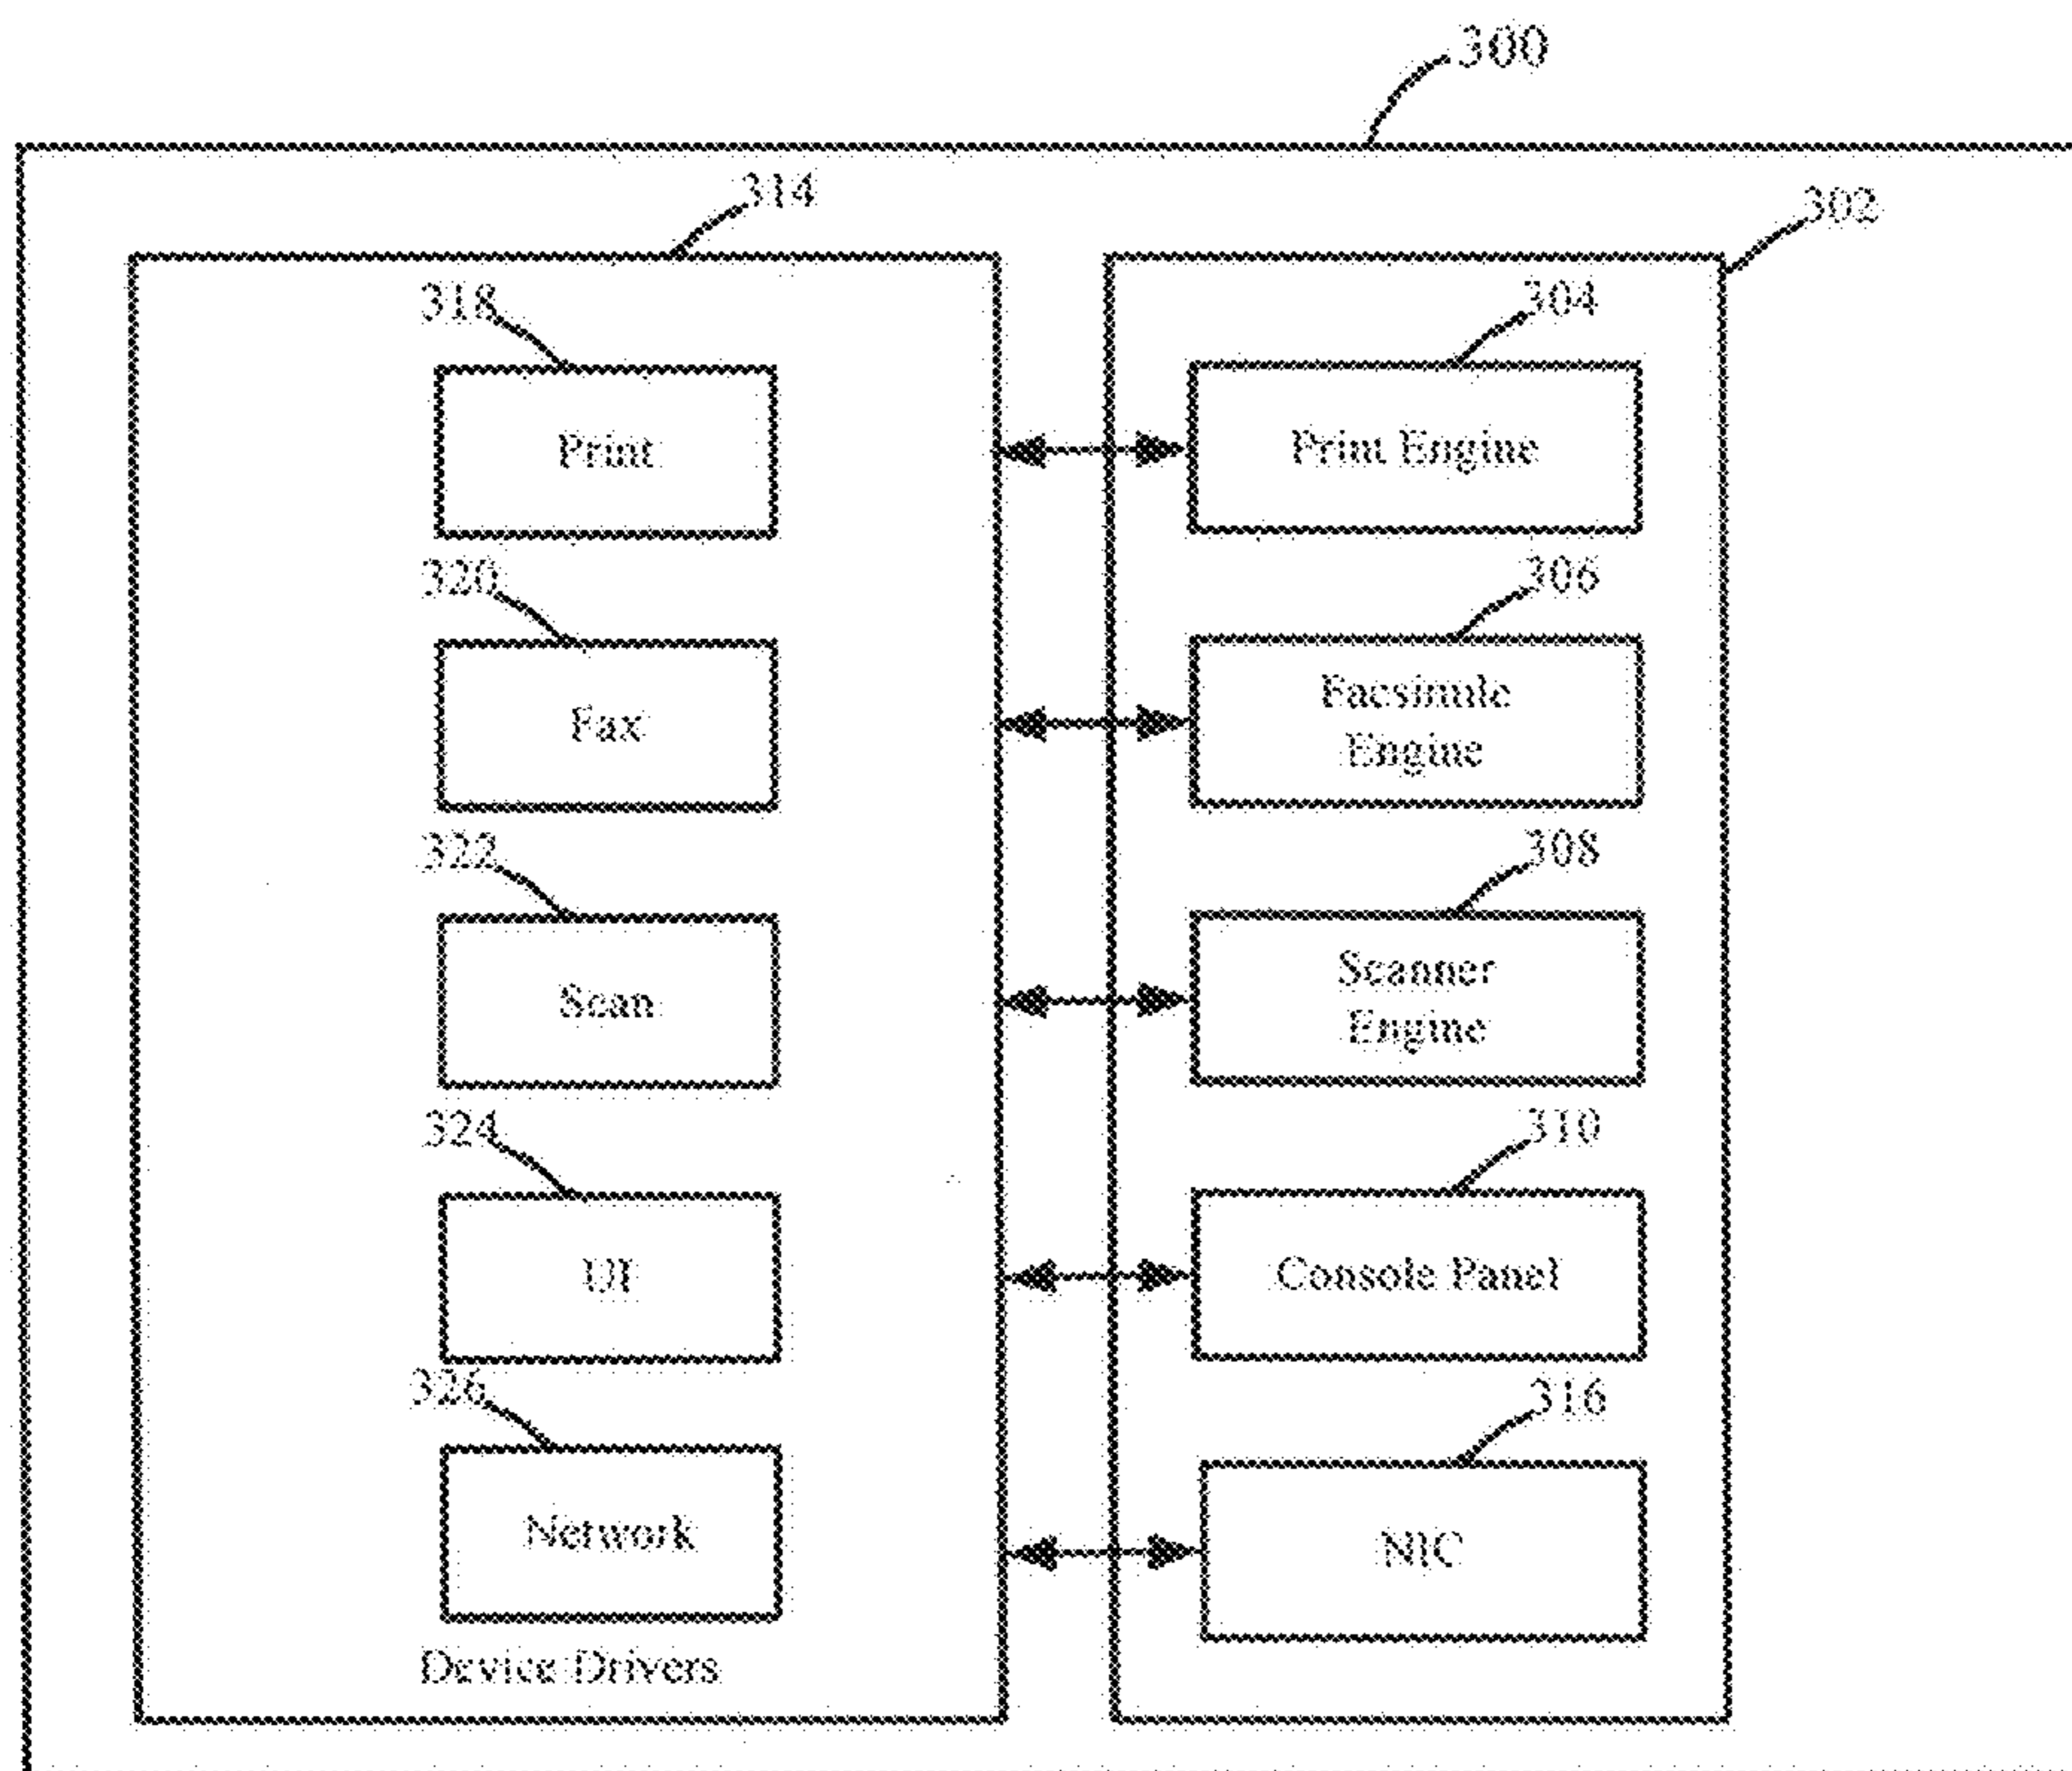 300
314
302
318
304
Print
Print Engine
320
306
Fax
Facsimile
Engine
322
308
Scan
Scanner
Engine
324
310
UI
Console Panel
326
316
Network
NIC
Device Drivers